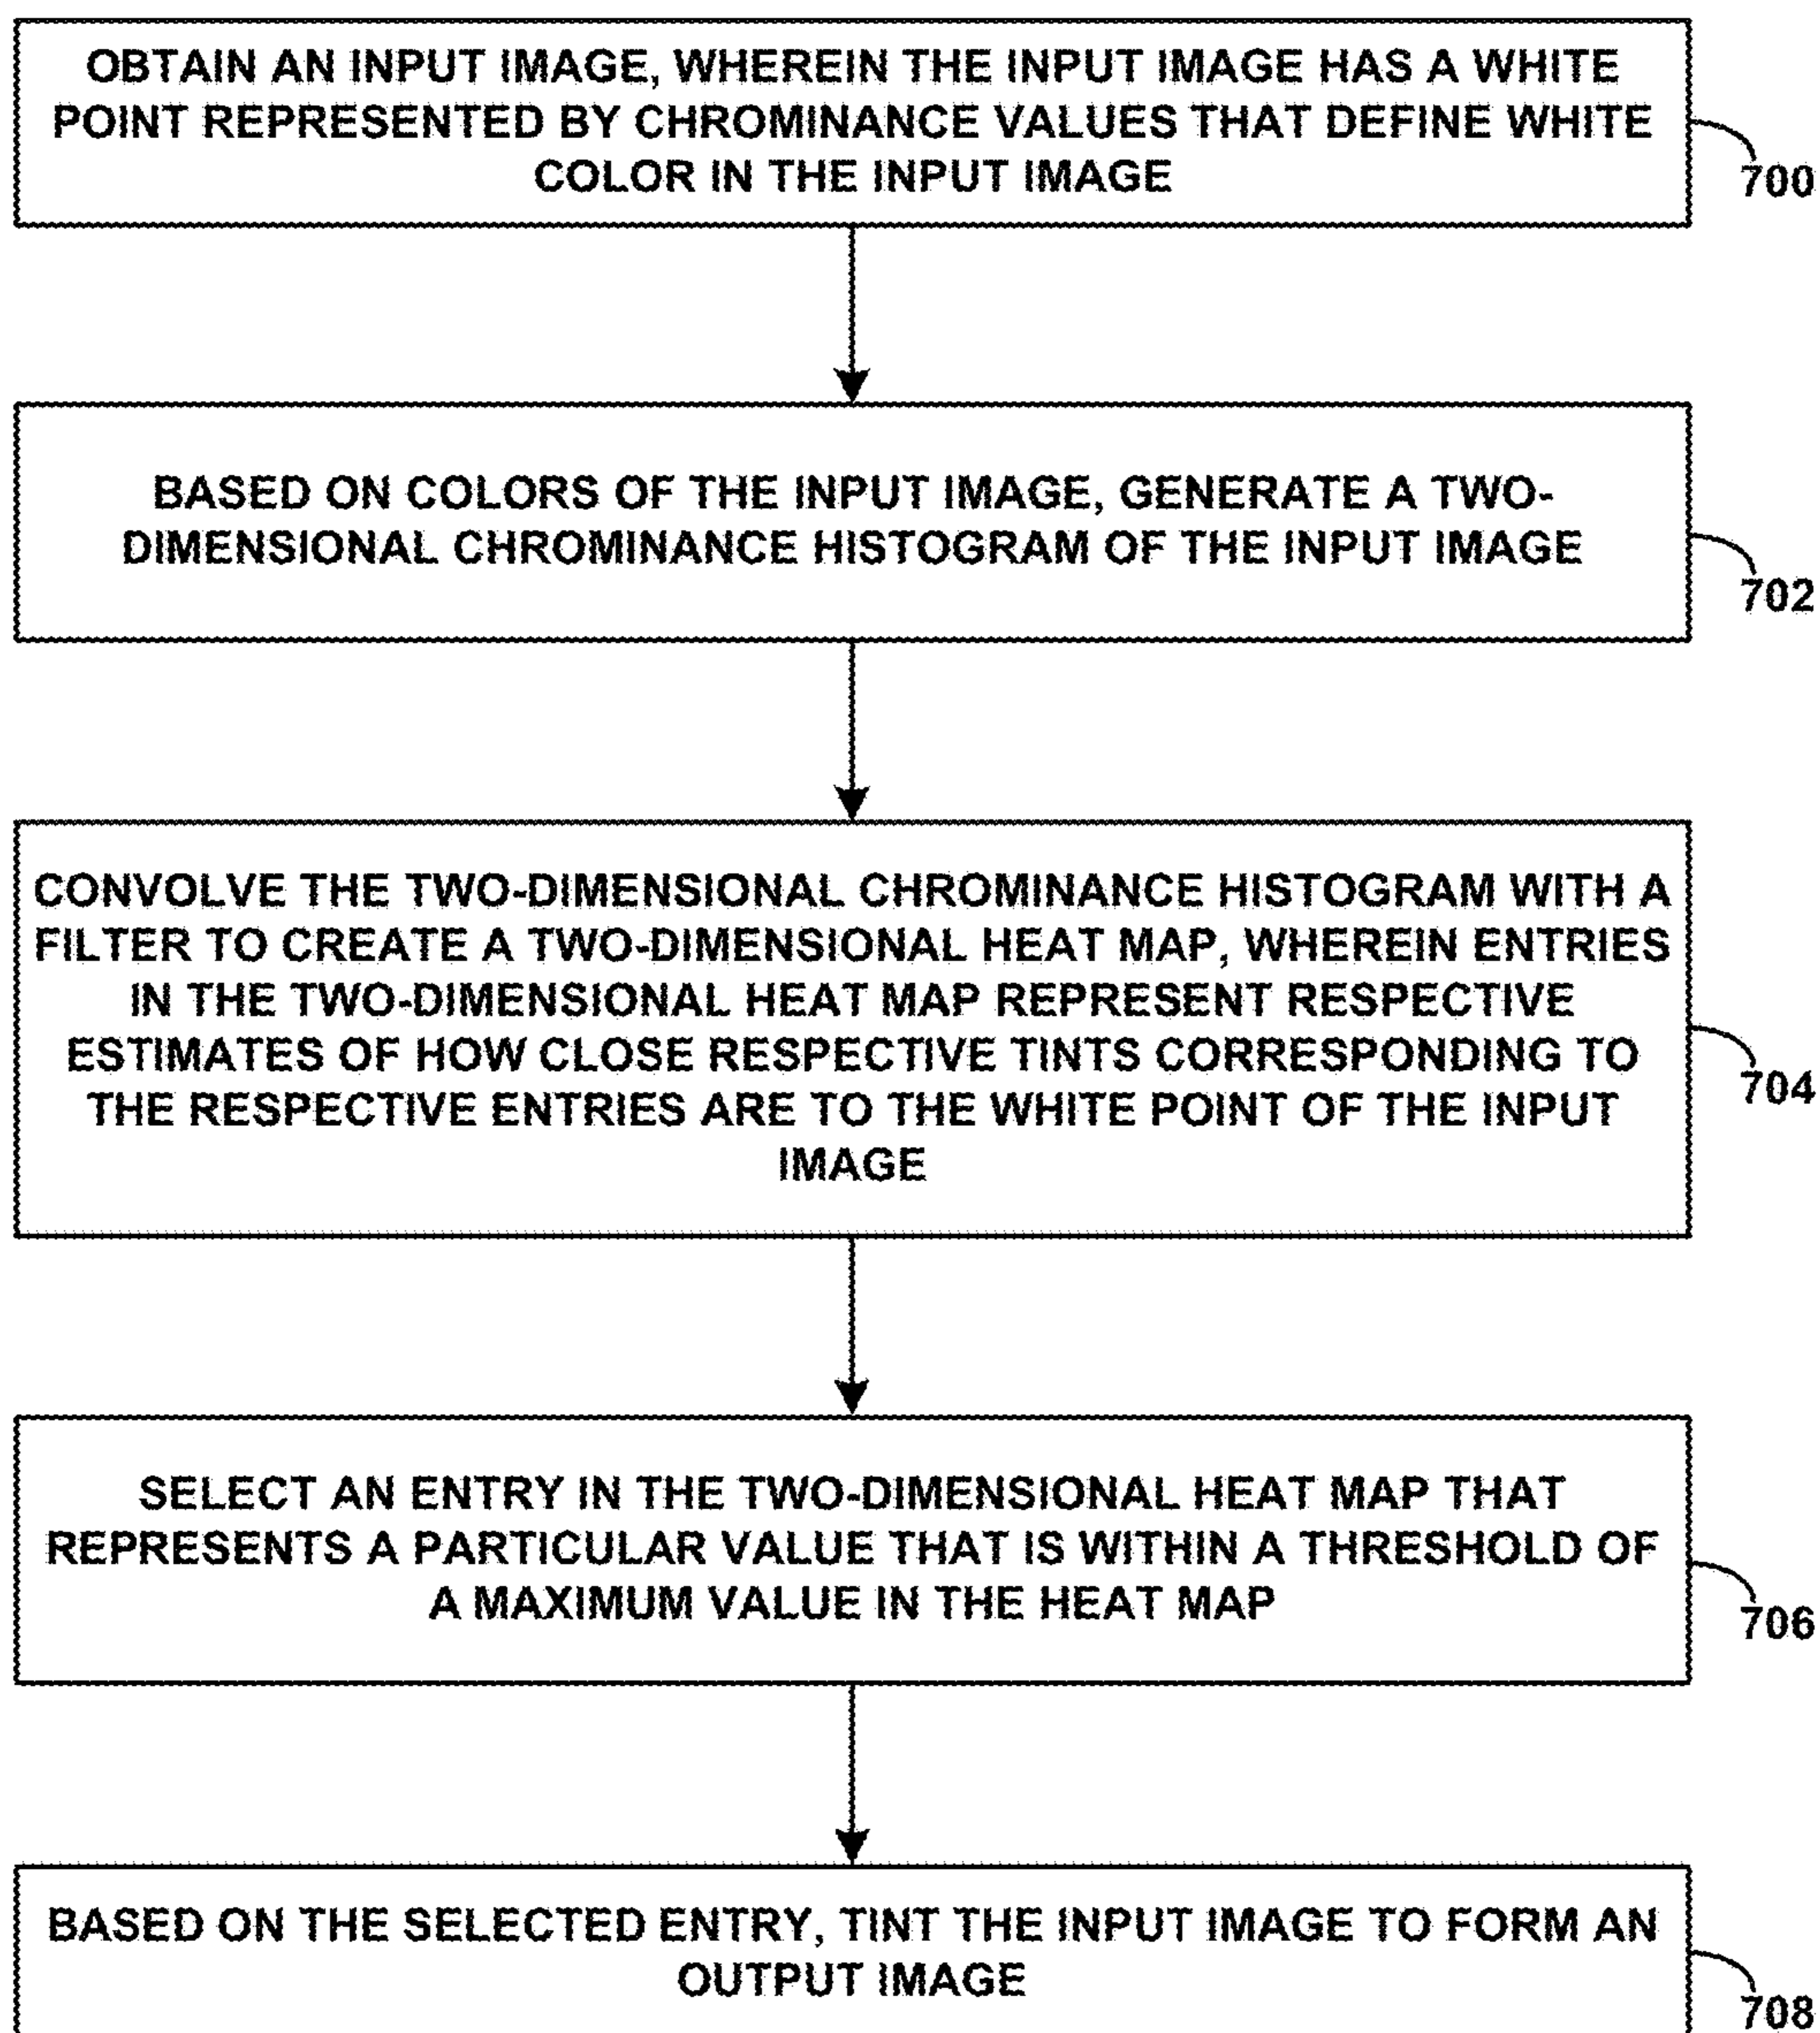 OBTAIN AN INPUT IMAGE, WHEREIN THE INPUT IMAGE HAS A WHITE
POINT REPRESENTED BY CHROMINANCE VALUES THAT DEFINE WHITE
COLOR IN THE INPUT IMAGE
700
BASED ON COLORS OF THE INPUT IMAGE, GENERATE A TWO-
DIMENSIONAL CHROMINANCE HISTOGRAM OF THE INPUT IMAGE
702
CONVOLVE THE TWO-DIMENSIONAL CHROMINANCE HISTOGRAM WITH A
FILTER TO CREATE A TWO-DIMENSIONAL HEAT MAP, WHEREIN ENTRIES
IN THE TWO-DIMENSIONAL HEAT MAP REPRESENT RESPECTIVE
ESTIMATES OF HOW CLOSE RESPECTIVE TINTS CORRESPONDING TO
THE RESPECTIVE ENTRIES ARE TO THE WHITE POINT OF THE INPUT
IMAGE
704
SELECT AN ENTRY IN THE TWO-DIMENSIONAL HEAT MAP THAT
REPRESENTS A PARTICULAR VALUE THAT IS WITHIN A THRESHOLD OF
A MAXIMUM VALUE IN THE HEAT MAP
706
BASED ON THE SELECTED ENTRY, TINT THE INPUT IMAGE TO FORM AN
OUTPUT IMAGE
708